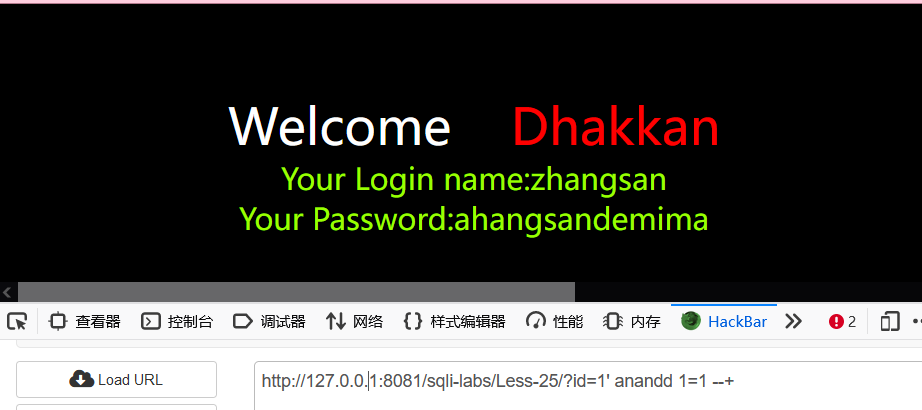 Welcome Dhakkan
Your Login name:zhangsan
Your Password:ahangsandemima
查看器 控制台 调试器 网络 样式编辑器 性能 内存 HackBar 2
Load URL
http://127.0.0.1:8081/sqli-labs/Less-25/?id=1' anandd 1=1 --+